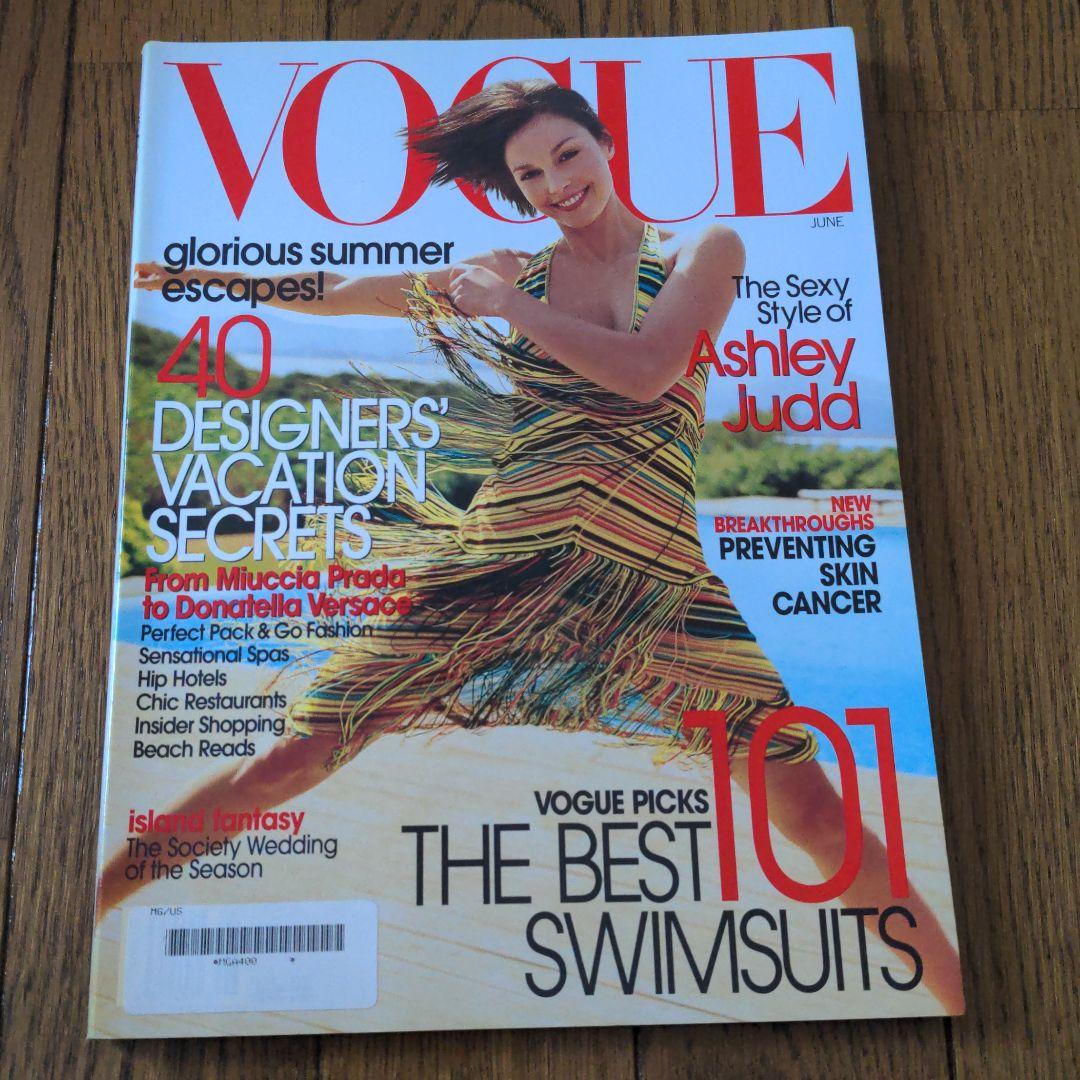 VOGUE
JUNE
glorious summer
escapes!
40
DESIGNERS'
VACATION
SECRETS
From Miuccia Prada
to Donatella Versace
Perfect Pack & Go Fashion
Sensational Spas
Hip Hotels
Chic Restaurants
Insider Shopping
Beach Reads
The Sexy
Style of
Ashley
Judd
NEW
BREAKTHROUGHS
PREVENTING
SKIN
CANCER
island fantasy
The Society Wedding
of the Season
VOGUE PICKS
THE BEST 101
SWIMSUITS
MG/US
*MGA400 *